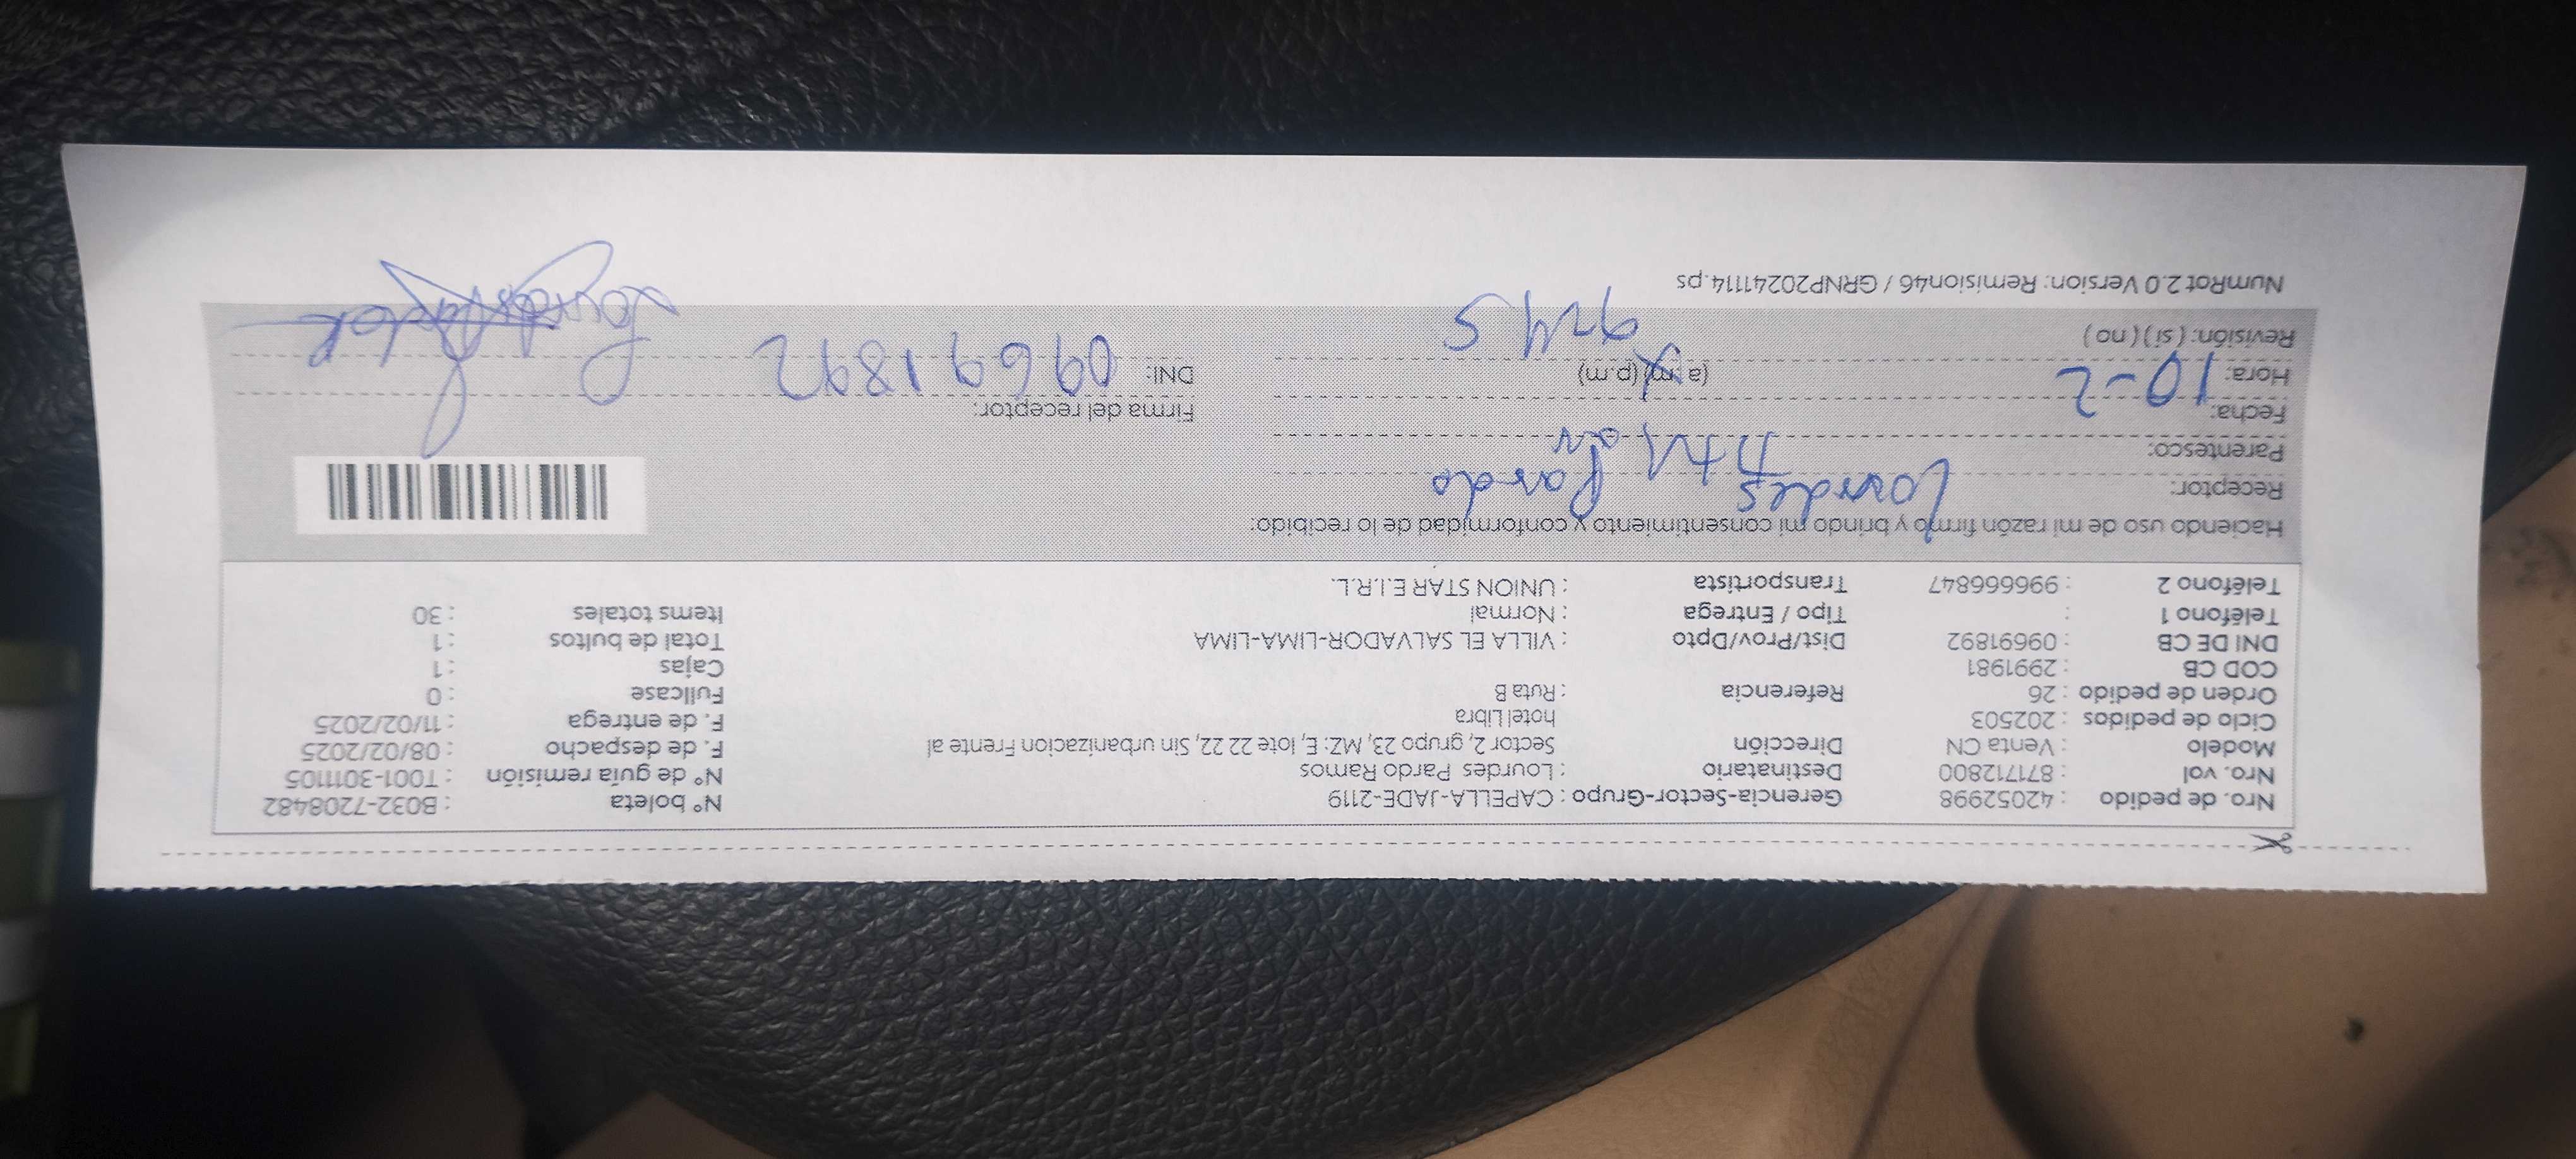 Nro. de pedido : 42052998 Gerencia-Sector-Grupo : CAPELLA-JADE-2119 N° boleta : B032-7208482
Nro. vol : 871712800 Destinatario : Lourdes Pardo Ramos N° de guía remisión : T001-3011105
Modelo : Venta CN Dirección Sector 2, grupo 23, MZ: E, lote 22 22, Sin urbanizacion Frente al F. de despacho : 08/02/2025
Ciclo de pedidos : 202503 hotel Libra F. de entrega : 11/02/2025
Orden de pedido : 26 Referencia : Ruta B Fullcase : 0
COD CB : 2991981 Cajas : 1
DNI DE CB : 09691892 Dist/Prov/Dpto : VILLA EL SALVADOR-LIMA-LIMA Total de bultos : 1
Teléfono 1 : Tipo / Entrega : Normal Items totales : 30
Teléfono 2 : 996666847 Transportista : UNION STAR E.I.R.L.
Haciendo uso de mi razón firmo y brindo mi consentimiento y conformidad de lo recibido:
Receptor: Lourdes Pardo
Parentesco: titular
Fecha: 10-2 Firma del receptor:
Hora: (a.m) (p.m) DNI: 09691892
9245
Revisión: ( si ) ( no )
NumRot 2.0 Version: Remision46 / GRNP20241114.ps